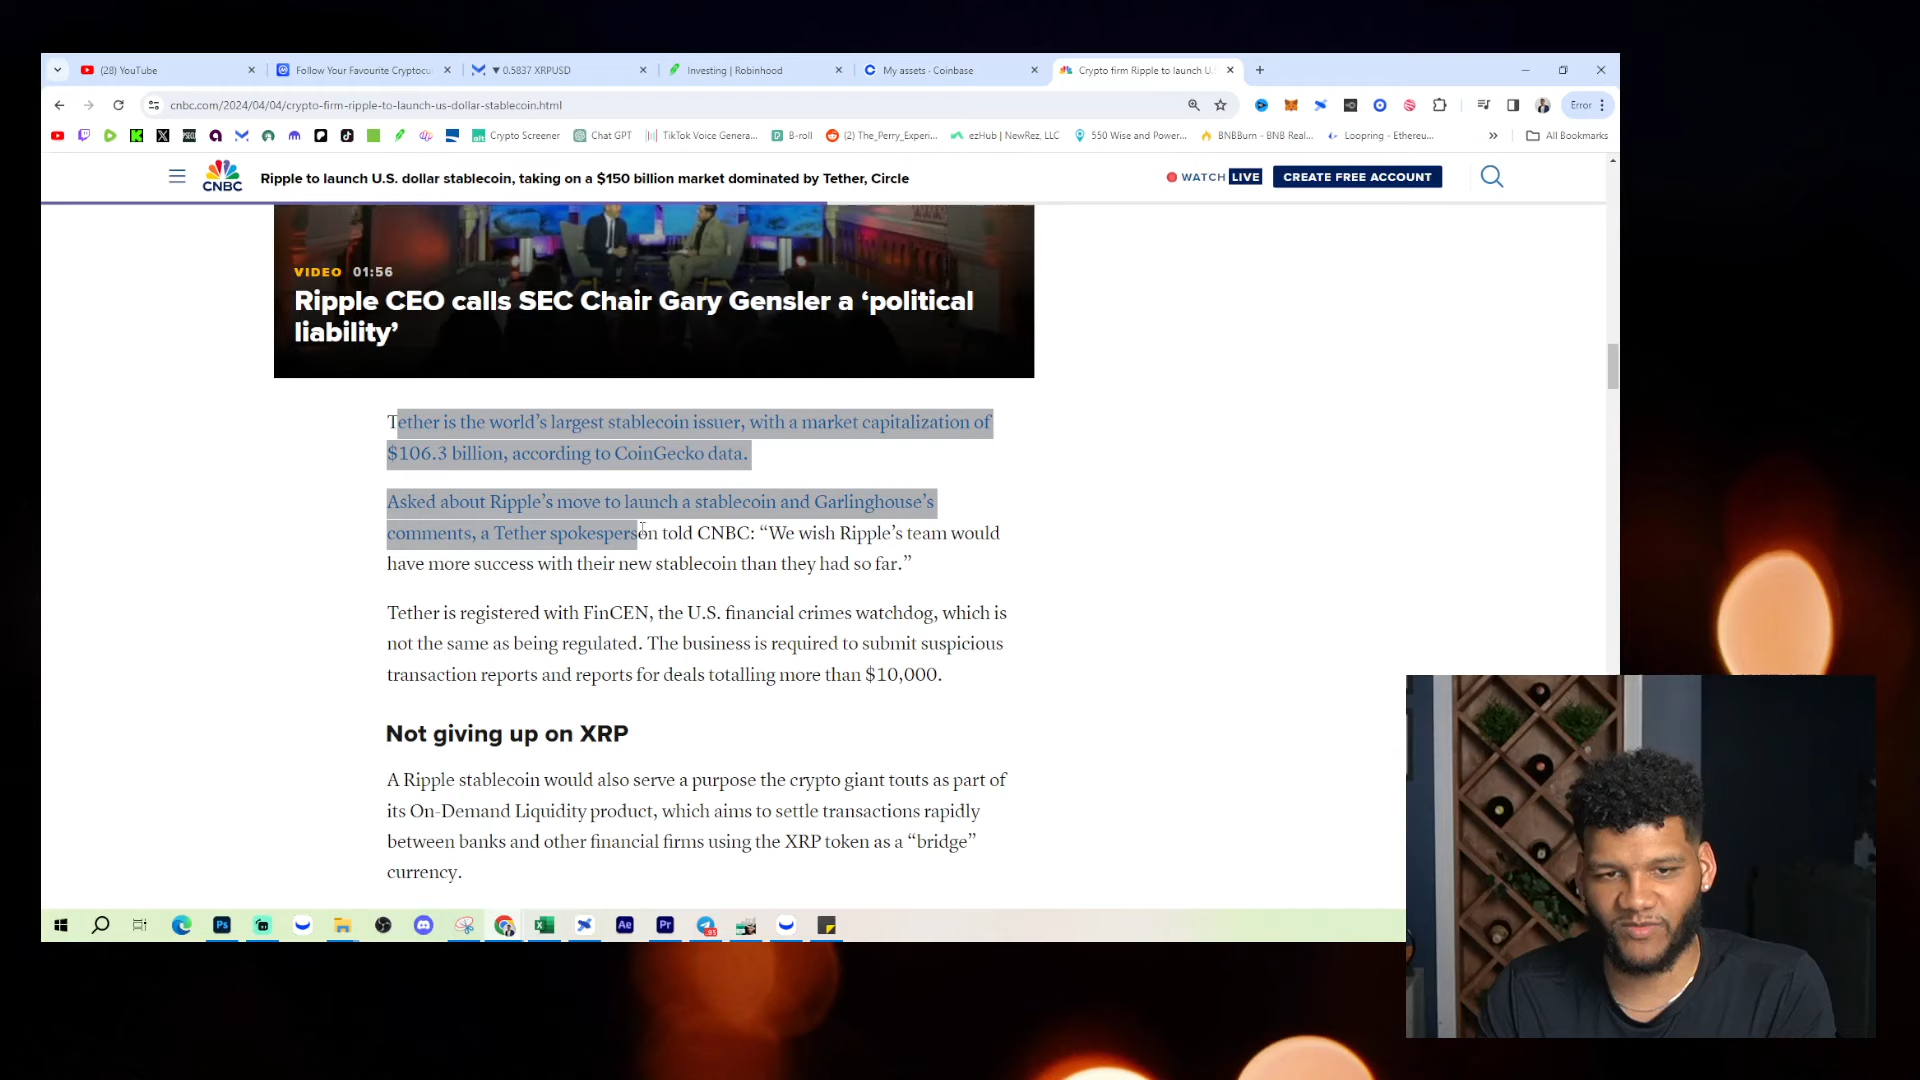 (28) YouTube
Follow Your Favourite Cryptocu
▼ 0.5837 XRPUSD
Investing | Robinhood
My assets - Coinbase
Crypto firm Ripple to launch U.
cnbc.com/2024/04/04/crypto-firm-ripple-to-launch-us-dollar-stablecoin.html
Error
Crypto Screener
Chat GPT
TikTok Voice Genera...
B-roll
(2) The_Perry_Experi...
ezHub | NewRez, LLC
550 Wise and Power...
BNBBurn - BNB Real...
Loopring - Ethereu...
All Bookmarks
CNBC
Ripple to launch U.S. dollar stablecoin, taking on a $150 billion market dominated by Tether, Circle
WATCH LIVE
CREATE FREE ACCOUNT
VIDEO 01:56
Ripple CEO calls SEC Chair Gary Gensler a ‘political
liability’
Tether is the world’s largest stablecoin issuer, with a market capitalization of
$106.3 billion, according to CoinGecko data.
Asked about Ripple’s move to launch a stablecoin and Garlinghouse’s
comments, a Tether spokesperson told CNBC: “We wish Ripple’s team would
have more success with their new stablecoin than they had so far.”
Tether is registered with FinCEN, the U.S. financial crimes watchdog, which is
not the same as being regulated. The business is required to submit suspicious
transaction reports and reports for deals totalling more than $10,000.
Not giving up on XRP
A Ripple stablecoin would also serve a purpose the crypto giant touts as part of
its On-Demand Liquidity product, which aims to settle transactions rapidly
between banks and other financial firms using the XRP token as a “bridge”
currency.
Ps
Ae
Pr